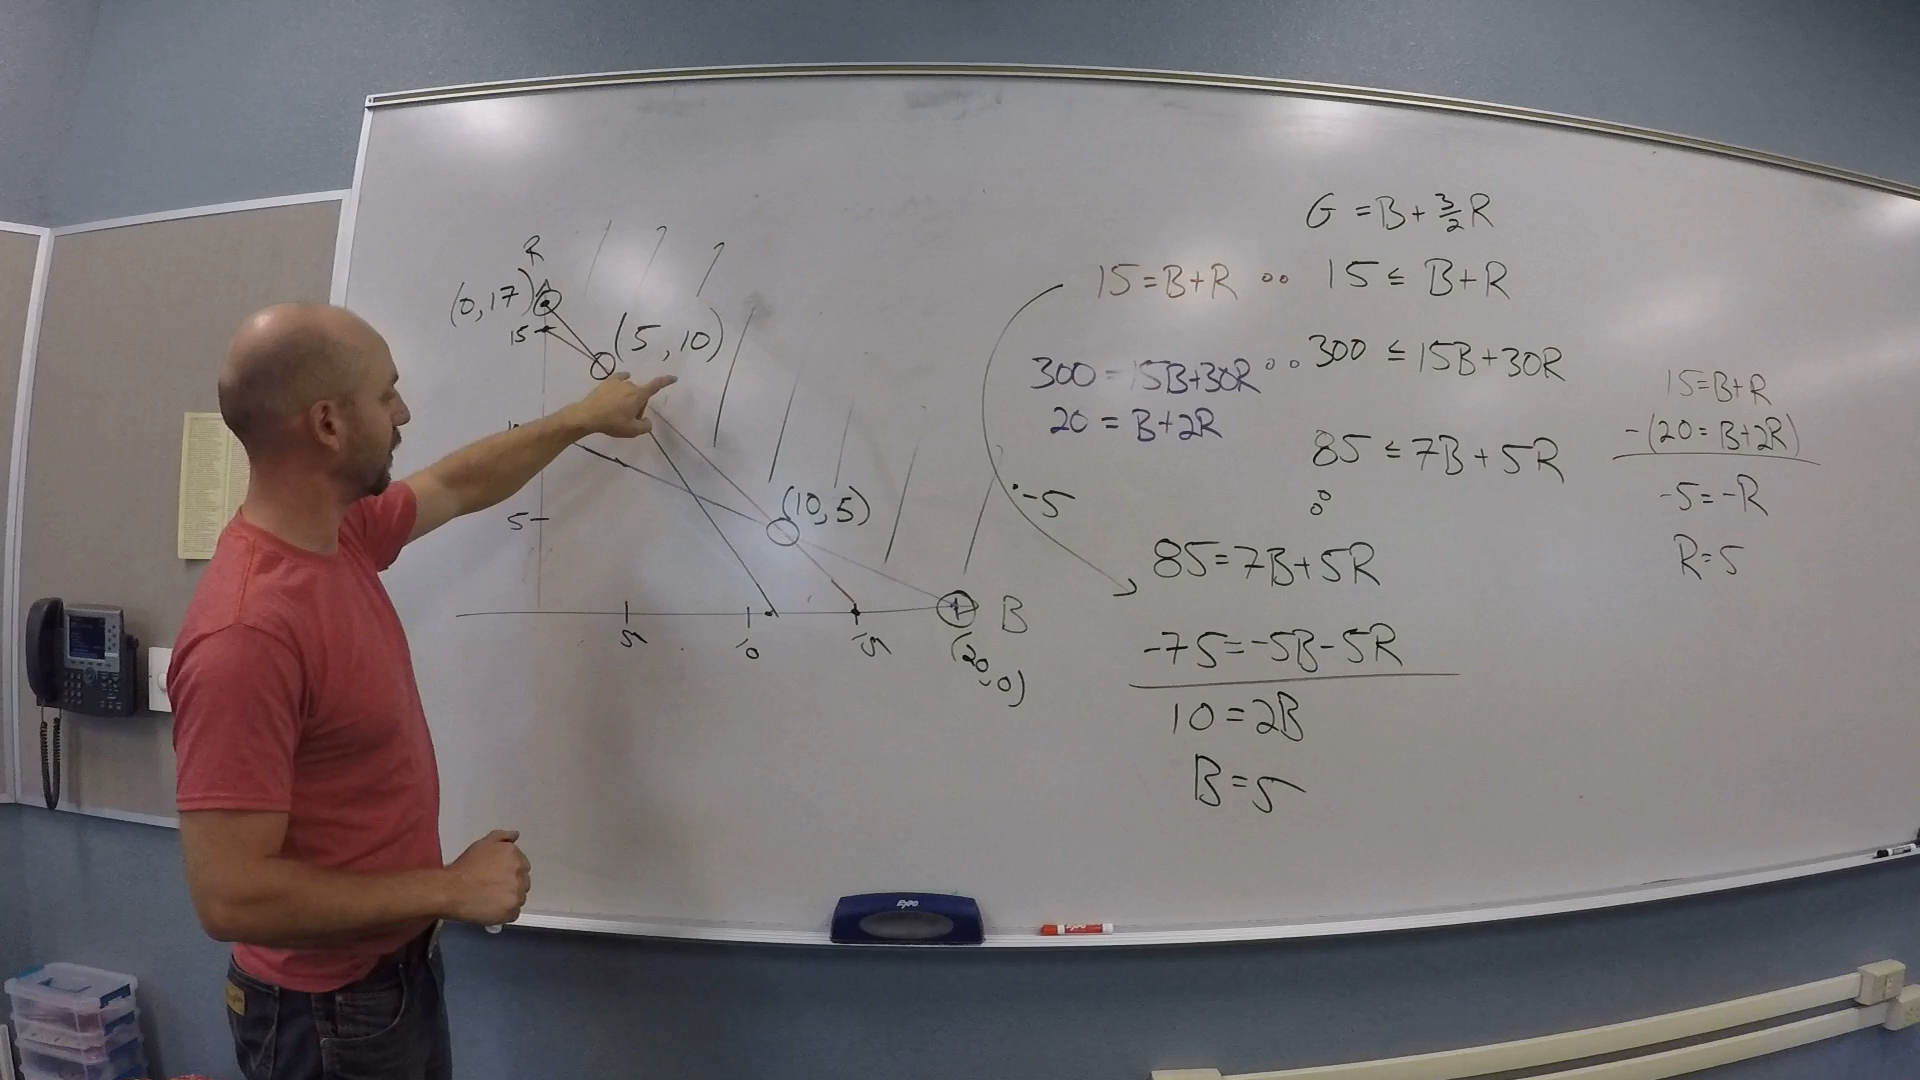 R
(0,17)
15
(5,10)
5
(10,5)
5
10
15
B
(20,0)
G = B + 3/2 R
15 = B+R
15 ≤ B+R
300 = 15B+30R
300 ≤ 15B+30R
20 = B+2R
85 ≤ 7B+5R
·-5
85=7B+5R
-75=-5B-5R
10=2B
B=5
15=B+R
-(20=B+2R)
-5=-R
R=5
EXPO